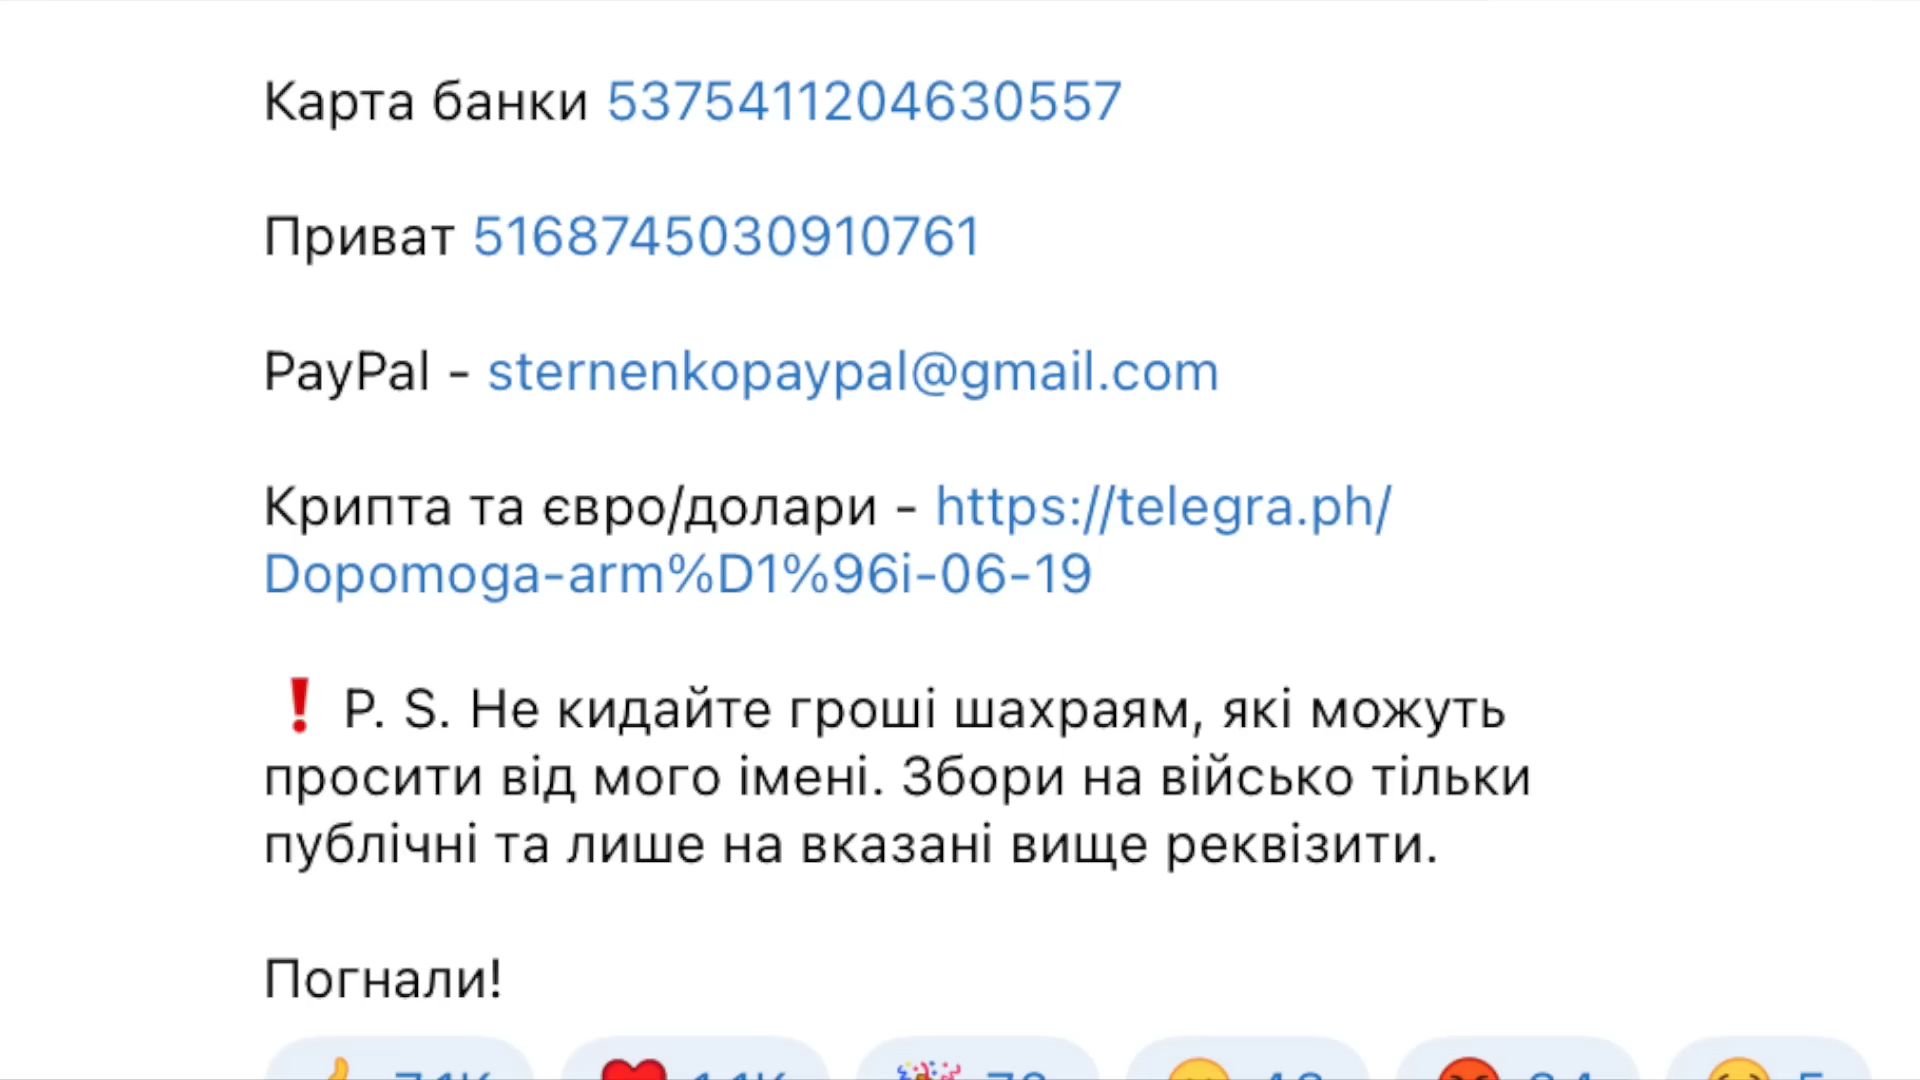 Карта банки 5375411204630557
Приват 5168745030910761
PayPal - sternenkopaypal@gmail.com
Крипта та євро/долари - https://telegra.ph/
Dopomoga-arm%D1%96i-06-19
❗ P. S. Не кидайте гроші шахраям, які можуть
просити від мого імені. Збори на військо тільки
публічні та лише на вказані вище реквізити.
Погнали!